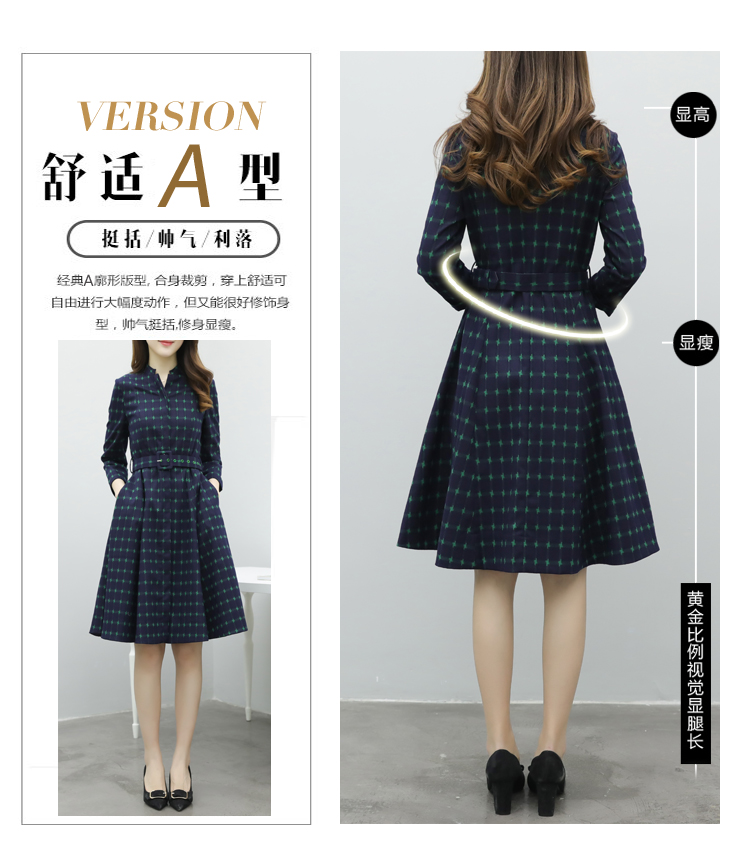 VERSION
舒适A型
挺括/帅气/利落
经典A廓形版型, 合身裁剪，穿上舒适可
自由进行大幅度动作，但又能很好修饰身
型，帅气挺括,修身显瘦。
显高
显瘦
黄金比例视觉显腿长